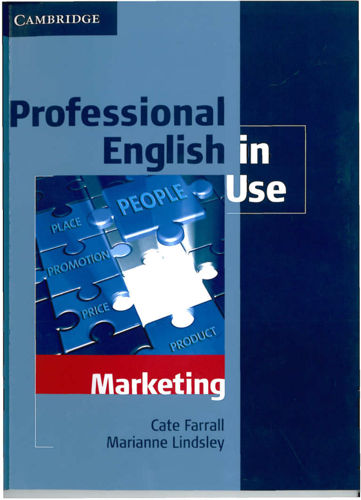 CAMBRIDGE
Professional
English in
Use
PEOPLE
PLACE
PROMOTION
PRICE
PRODUCT
Marketing
Cate Farrall
Marianne Lindsley